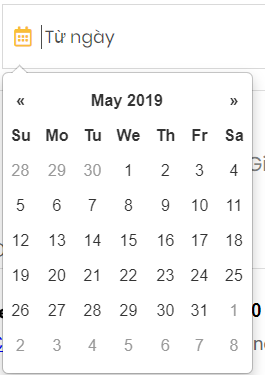 Từ ngày
« May 2019 »
Su Mo Tu We Th Fr Sa
28 29 30 1 2 3 4
5 6 7 8 9 10 11
12 13 14 15 16 17 18
19 20 21 22 23 24 25
26 27 28 29 30 31 1
2 3 4 5 6 7 8